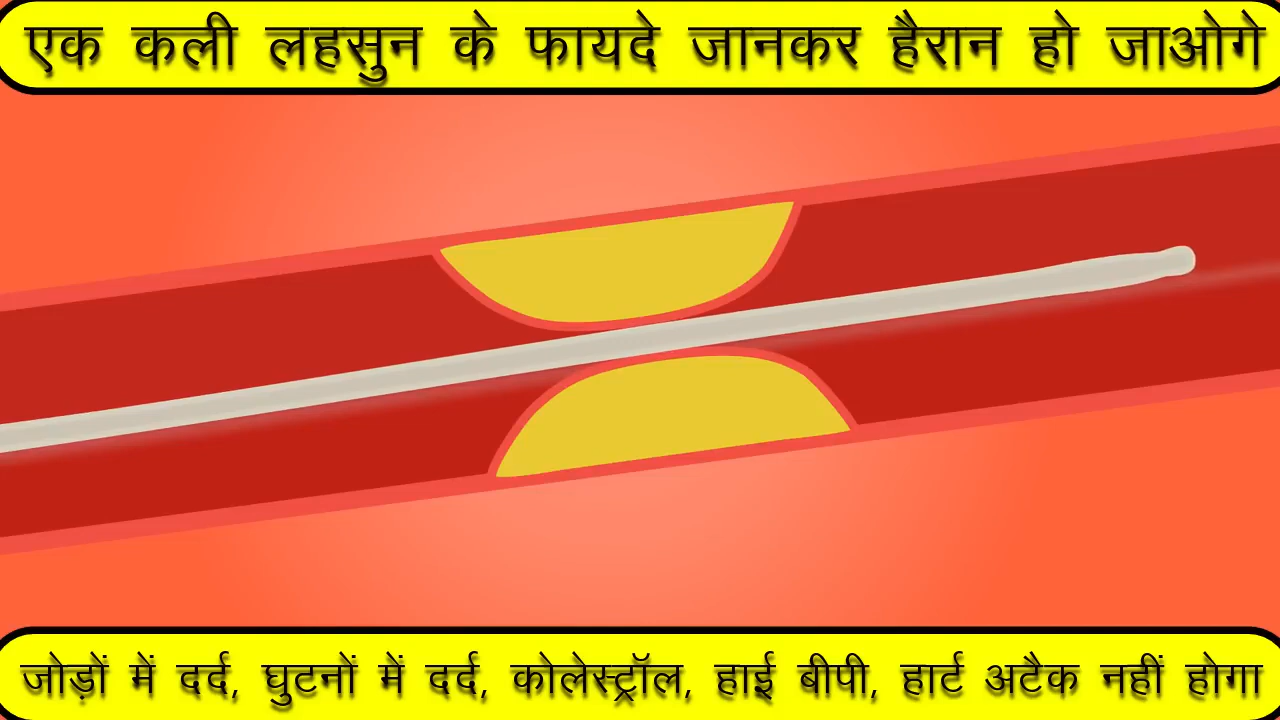 एक कली लहसुन के फायदे जानकर हैरान हो जाओगे
जोड़ों में दर्द, घुटनों में दर्द, कोलेस्ट्रॉल, हाई बीपी, हार्ट अटैक नहीं होगा